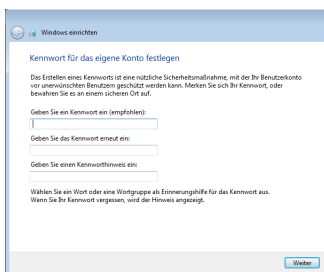 Windows einrichten
Kennwort für das eigene Konto festlegen
Das Erstellen eines Kennworts ist eine nützliche Sicherheitsmaßnahme, mit der Ihr Benutzerkonto
vor unerwünschten Benutzern geschützt werden kann. Merken Sie sich Ihr Kennwort, oder
bewahren Sie es an einem sicheren Ort auf.
Geben Sie ein Kennwort ein (empfohlen):
Geben Sie das Kennwort erneut ein:
Geben Sie einen Kennworthinweis ein:
Wählen Sie ein Wort oder eine Wortgruppe als Erinnerungshilfe für das Kennwort aus.
Wenn Sie Ihr Kennwort vergessen, wird der Hinweis angezeigt.
Weiter